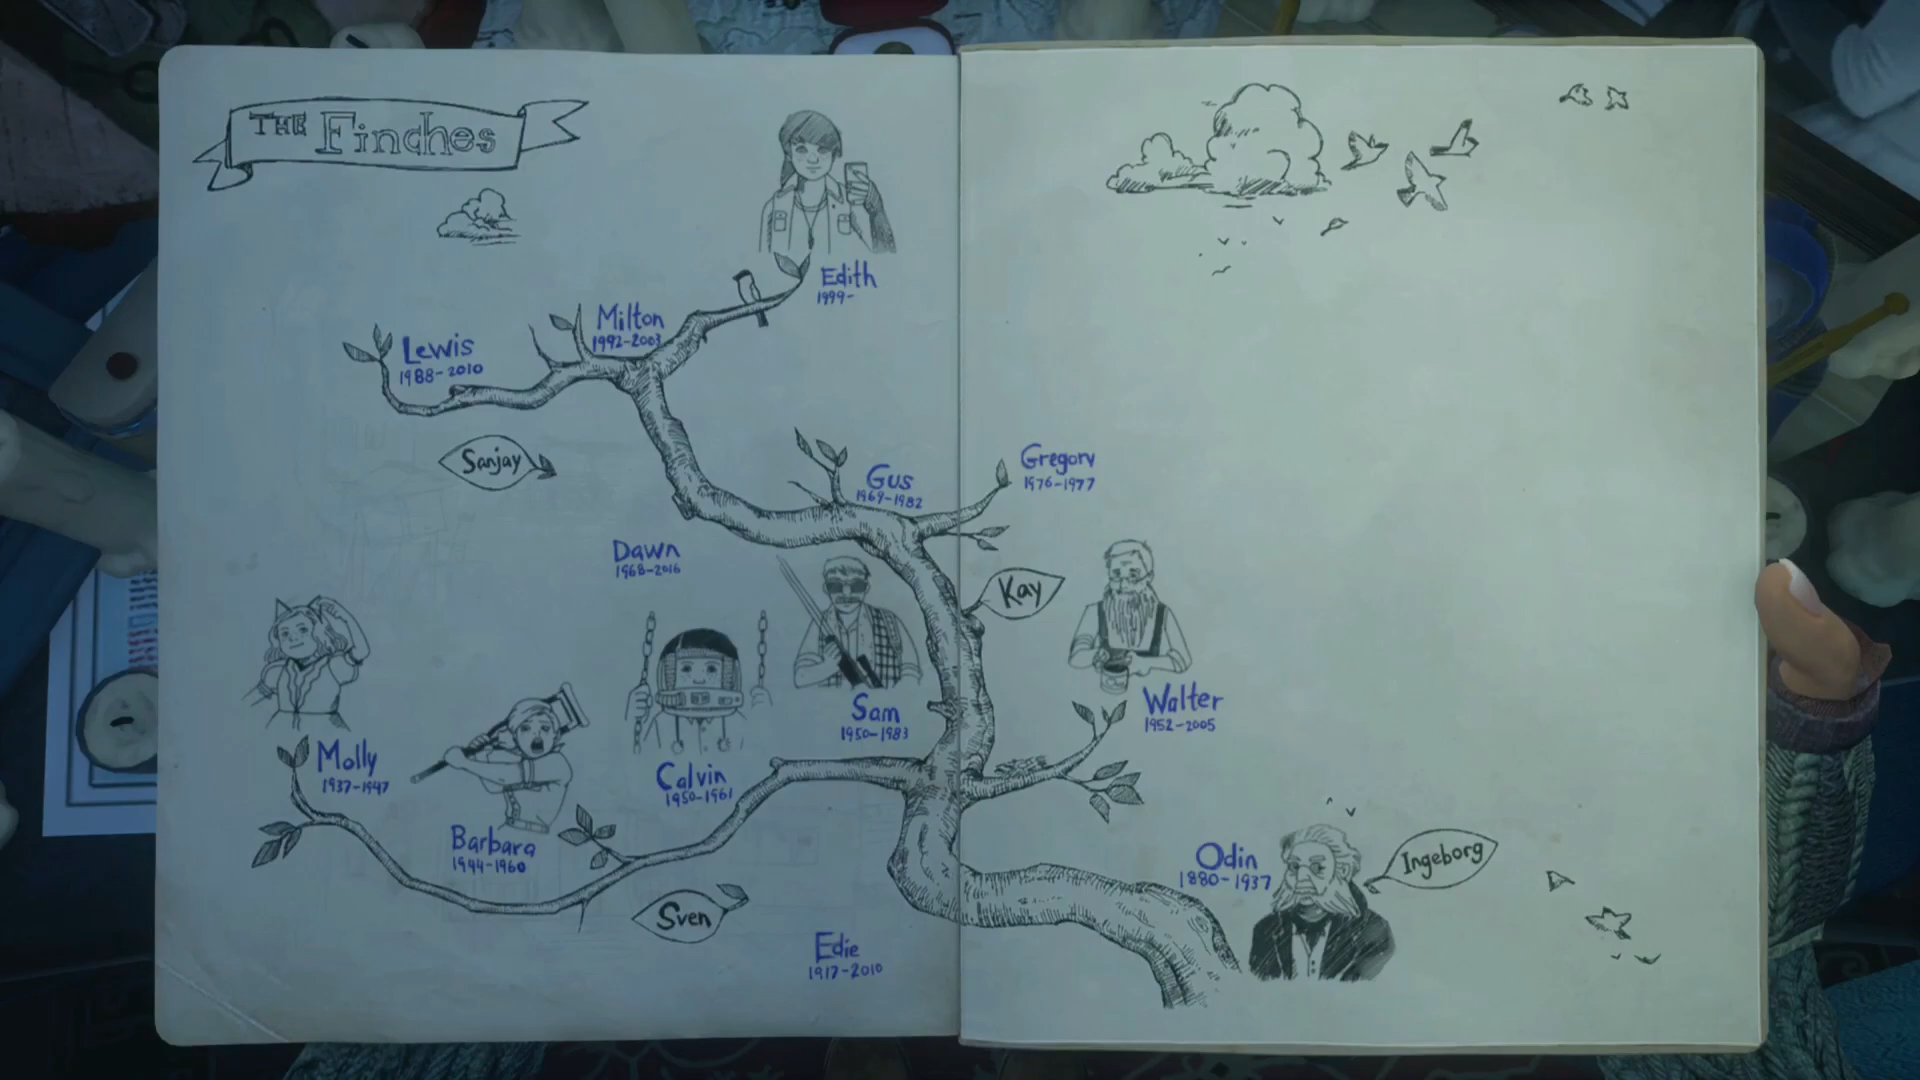 THE Finches
Edith
1999-
Milton
1992-2003
Lewis
1988-2010
Sanjay
Gus
1969-1982
Gregory
1976-1977
Dawn
1968-2016
Kay
Sam
1950-1983
Walter
1952-2005
Molly
1937-1947
Calvin
1950-1961
Barbara
1944-1960
Odin
1880-1937
Ingeborg
Sven
Edie
1917-2010